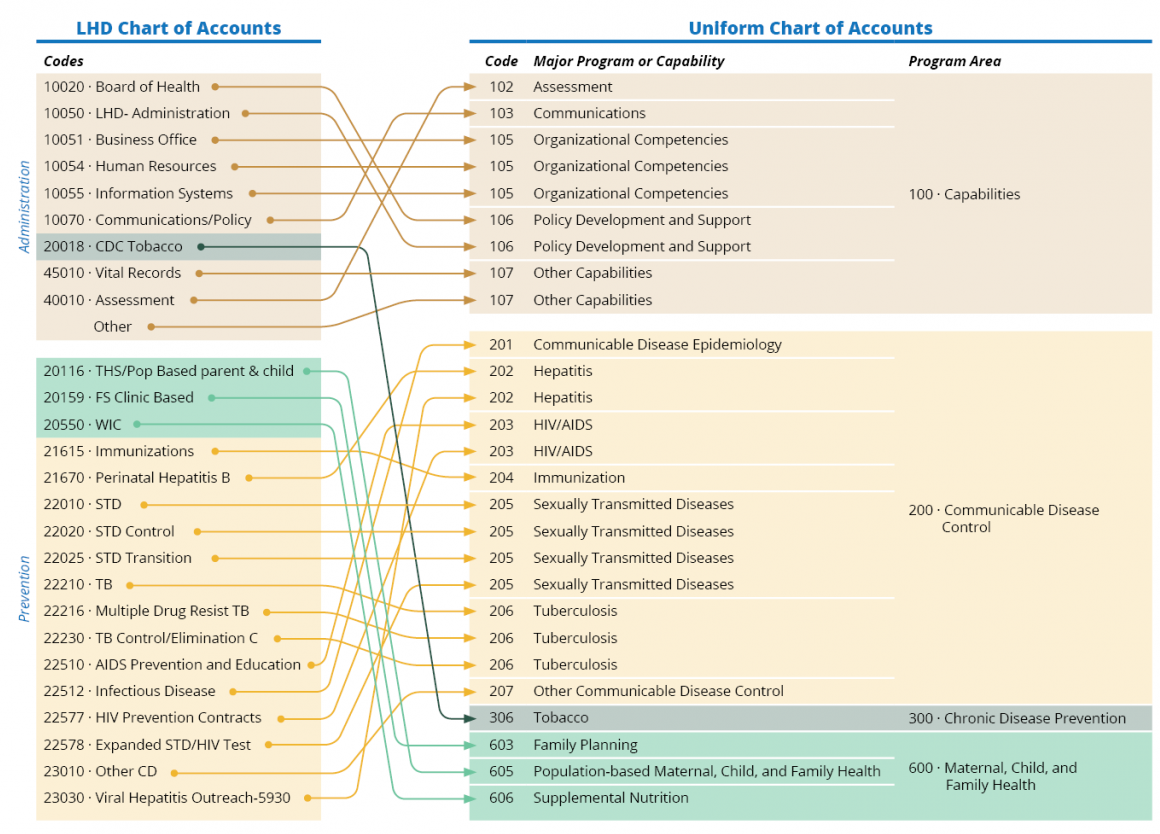 LHD Chart of Accounts
Codes
Administration
10020 · Board of Health
10050 · LHD- Administration
10051 · Business Office
10054 · Human Resources
10055 · Information Systems
10070 · Communications/Policy
20018 · CDC Tobacco
45010 · Vital Records
40010 · Assessment
Other
Prevention
20116 · THS/Pop Based parent & child
20159 · FS Clinic Based
20550 · WIC
21615 · Immunizations
21670 · Perinatal Hepatitis B
22010 · STD
22020 · STD Control
22025 · STD Transition
22210 · TB
22216 · Multiple Drug Resist TB
22230 · TB Control/Elimination C
22510 · AIDS Prevention and Education
22512 · Infectious Disease
22577 · HIV Prevention Contracts
22578 · Expanded STD/HIV Test
23010 · Other CD
23030 · Viral Hepatitis Outreach-5930
Uniform Chart of Accounts
Code Major Program or Capability Program Area
102 Assessment
103 Communications
105 Organizational Competencies
105 Organizational Competencies
105 Organizational Competencies
106 Policy Development and Support
106 Policy Development and Support
107 Other Capabilities
107 Other Capabilities
100 · Capabilities
201 Communicable Disease Epidemiology
202 Hepatitis
202 Hepatitis
203 HIV/AIDS
203 HIV/AIDS
204 Immunization
205 Sexually Transmitted Diseases
205 Sexually Transmitted Diseases
205 Sexually Transmitted Diseases
205 Sexually Transmitted Diseases
206 Tuberculosis
206 Tuberculosis
206 Tuberculosis
207 Other Communicable Disease Control
200 · Communicable Disease
Control
306 Tobacco 300 · Chronic Disease Prevention
603 Family Planning
605 Population-based Maternal, Child, and Family Health
606 Supplemental Nutrition
600 · Maternal, Child, and
Family Health